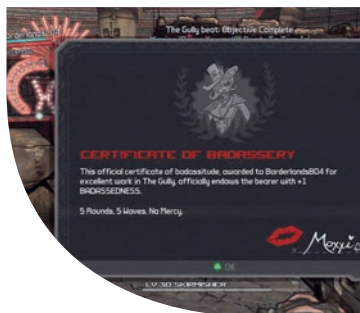 The Gully beat: Objective Complete
CERTIFICATE OF BADASSERY
This official certificate of badassitude, awarded to Borderlands804 for
excellent work in The Gully, officially endows the bearer with +1
BADASSEDNESS.
5 Rounds, 5 Waves, No Mercy.
Moxxi
OK
LV 30 SKIRMISHER